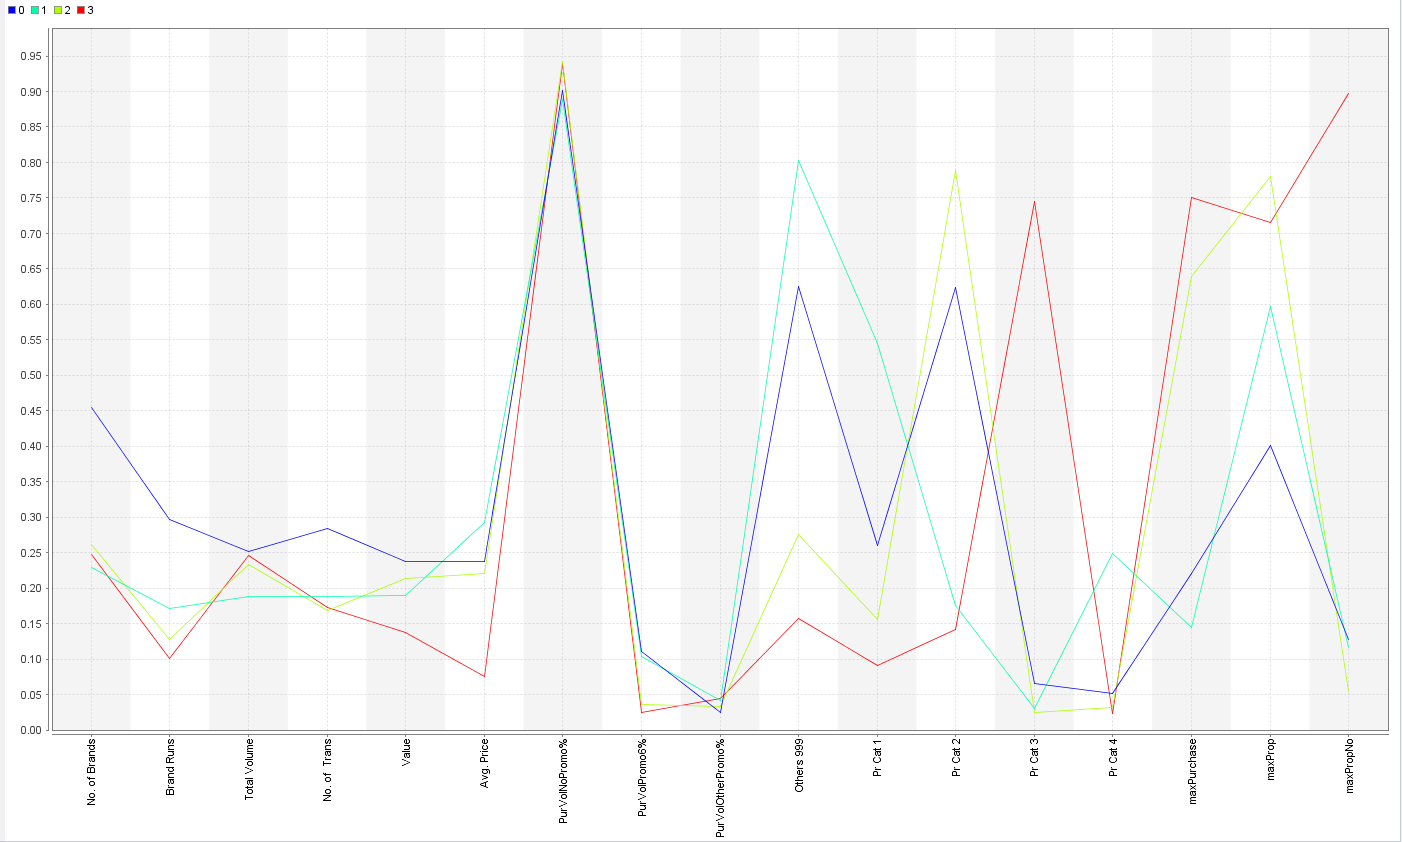 0 1 2 3
0.95
0.90
0.85
0.80
0.75
0.70
0.65
0.60
0.55
0.50
0.45
0.40
0.35
0.30
0.25
0.20
0.15
0.10
0.05
0.00
No. of Brands
Brand Runs
Total Volume
No. of Trans
Value
Avg. Price
PurVolNoPromo%
PurVolPromo6%
PurVolOtherPromo%
Others 999
Pr Cat 1
Pr Cat 2
Pr Cat 3
Pr Cat 4
maxPurchase
maxProp
maxPropNo